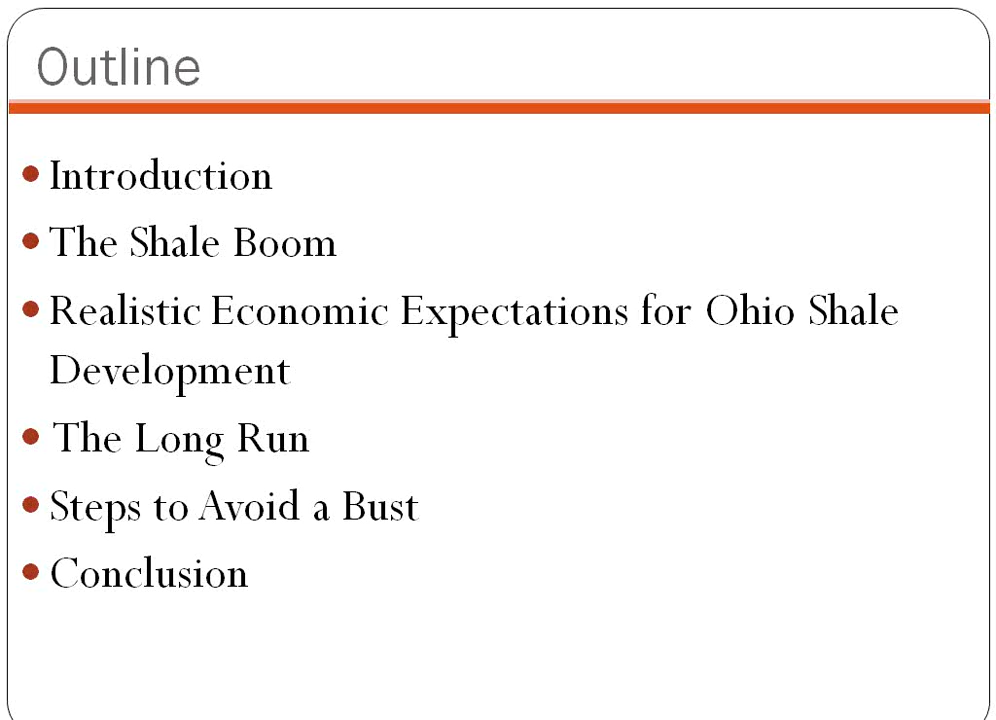 Outline
Introduction
The Shale Boom
Realistic Economic Expectations for Ohio Shale
Development
The Long Run
Steps to Avoid a Bust
Conclusion